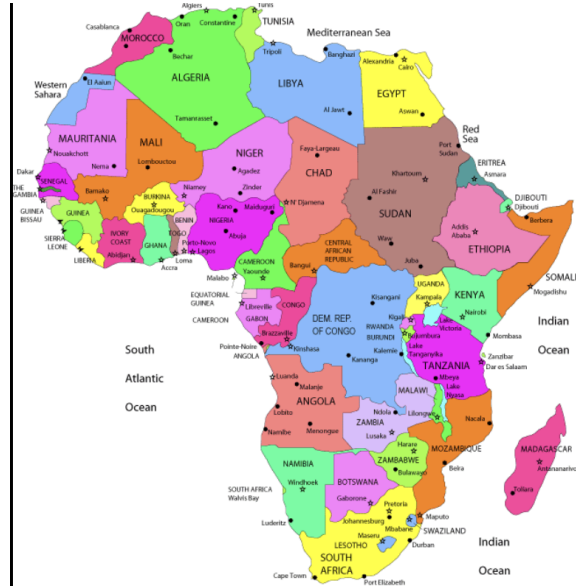 Algiers
Tunis
Casablanca
Oran
Constantine
TUNISIA
MOROCCO
Mediterranean Sea
Bechar
Tripoli
Banghazi
Alexandria
Cairo
Western
Sahara
El Aaiun
ALGERIA
LIBYA
EGYPT
Al Jawt
Aswan
Tamanrasset
MAURITANIA
Nouakchott
MALI
NIGER
Red
Sea
Port
Sudan
Nema
Lombouctou
Agadez
Faya-Largeau
CHAD
Khartoum
ERITREA
Asmara
Dakar
SENEGAL
THE
GAMBIA
Bamako
BURKINA
Ouagadougou
Niamey
Zinder
Kano
Maiduguri
N' Djamena
Al Fashir
SUDAN
DJIBOUTI
Djibouti
Berbera
GUINEA
BISSAU
GUINEA
SIERRA
LEONE
LIBERIA
IVORY
COAST
Abidjan
GHANA
Accra
TOGO
BENIN
Loma
Porto-Novo
Lagos
NIGERIA
Abuja
Addis
Ababa
ETHIOPIA
Waw
Juba
CENTRAL
AFRICAN
REPUBLIC
CAMEROON
Yaounde
Bangui
Malabo
SOMALI
Mogadishu
UGANDA
Kampala
KENYA
Nairobi
EQUATORIAL
GUINEA
CAMEROON
Libreville
GABON
CONGO
Brazzaville
Kisangani
DEM. REP.
OF CONGO
Kigali
RWANDA
BURUNDI
Bujumbura
Lake
Victoria
Lake
Tanganyika
Indian
Ocean
Mombasa
Pointe-Noire
ANGOLA
Kinshasa
Kananga
Kalemie
TANZANIA
Zanzibar
Dar es Salaam
Mbeya
Lake
Nyasa
South
Atlantic
Ocean
Luanda
Malanje
ANGOLA
Lobito
Namibe
Menongue
MALAWI
Ndola
Lilongwe
ZAMBIA
Lusaka
Nacala
MOZAMBIQUE
Harare
ZAMBABWE
Bulawayo
Beira
MADAGASCAR
Antananarivo
Toliara
NAMIBIA
Windhoek
BOTSWANA
Gaborone
SOUTH AFRICA
Walvis Bay
Luderitz
Pretoria
Johannesburg
Mbabane
Maputo
SWAZILAND
Maseru
LESOTHO
Durban
SOUTH
AFRICA
Cape Town
Port Elizabeth
Indian
Ocean